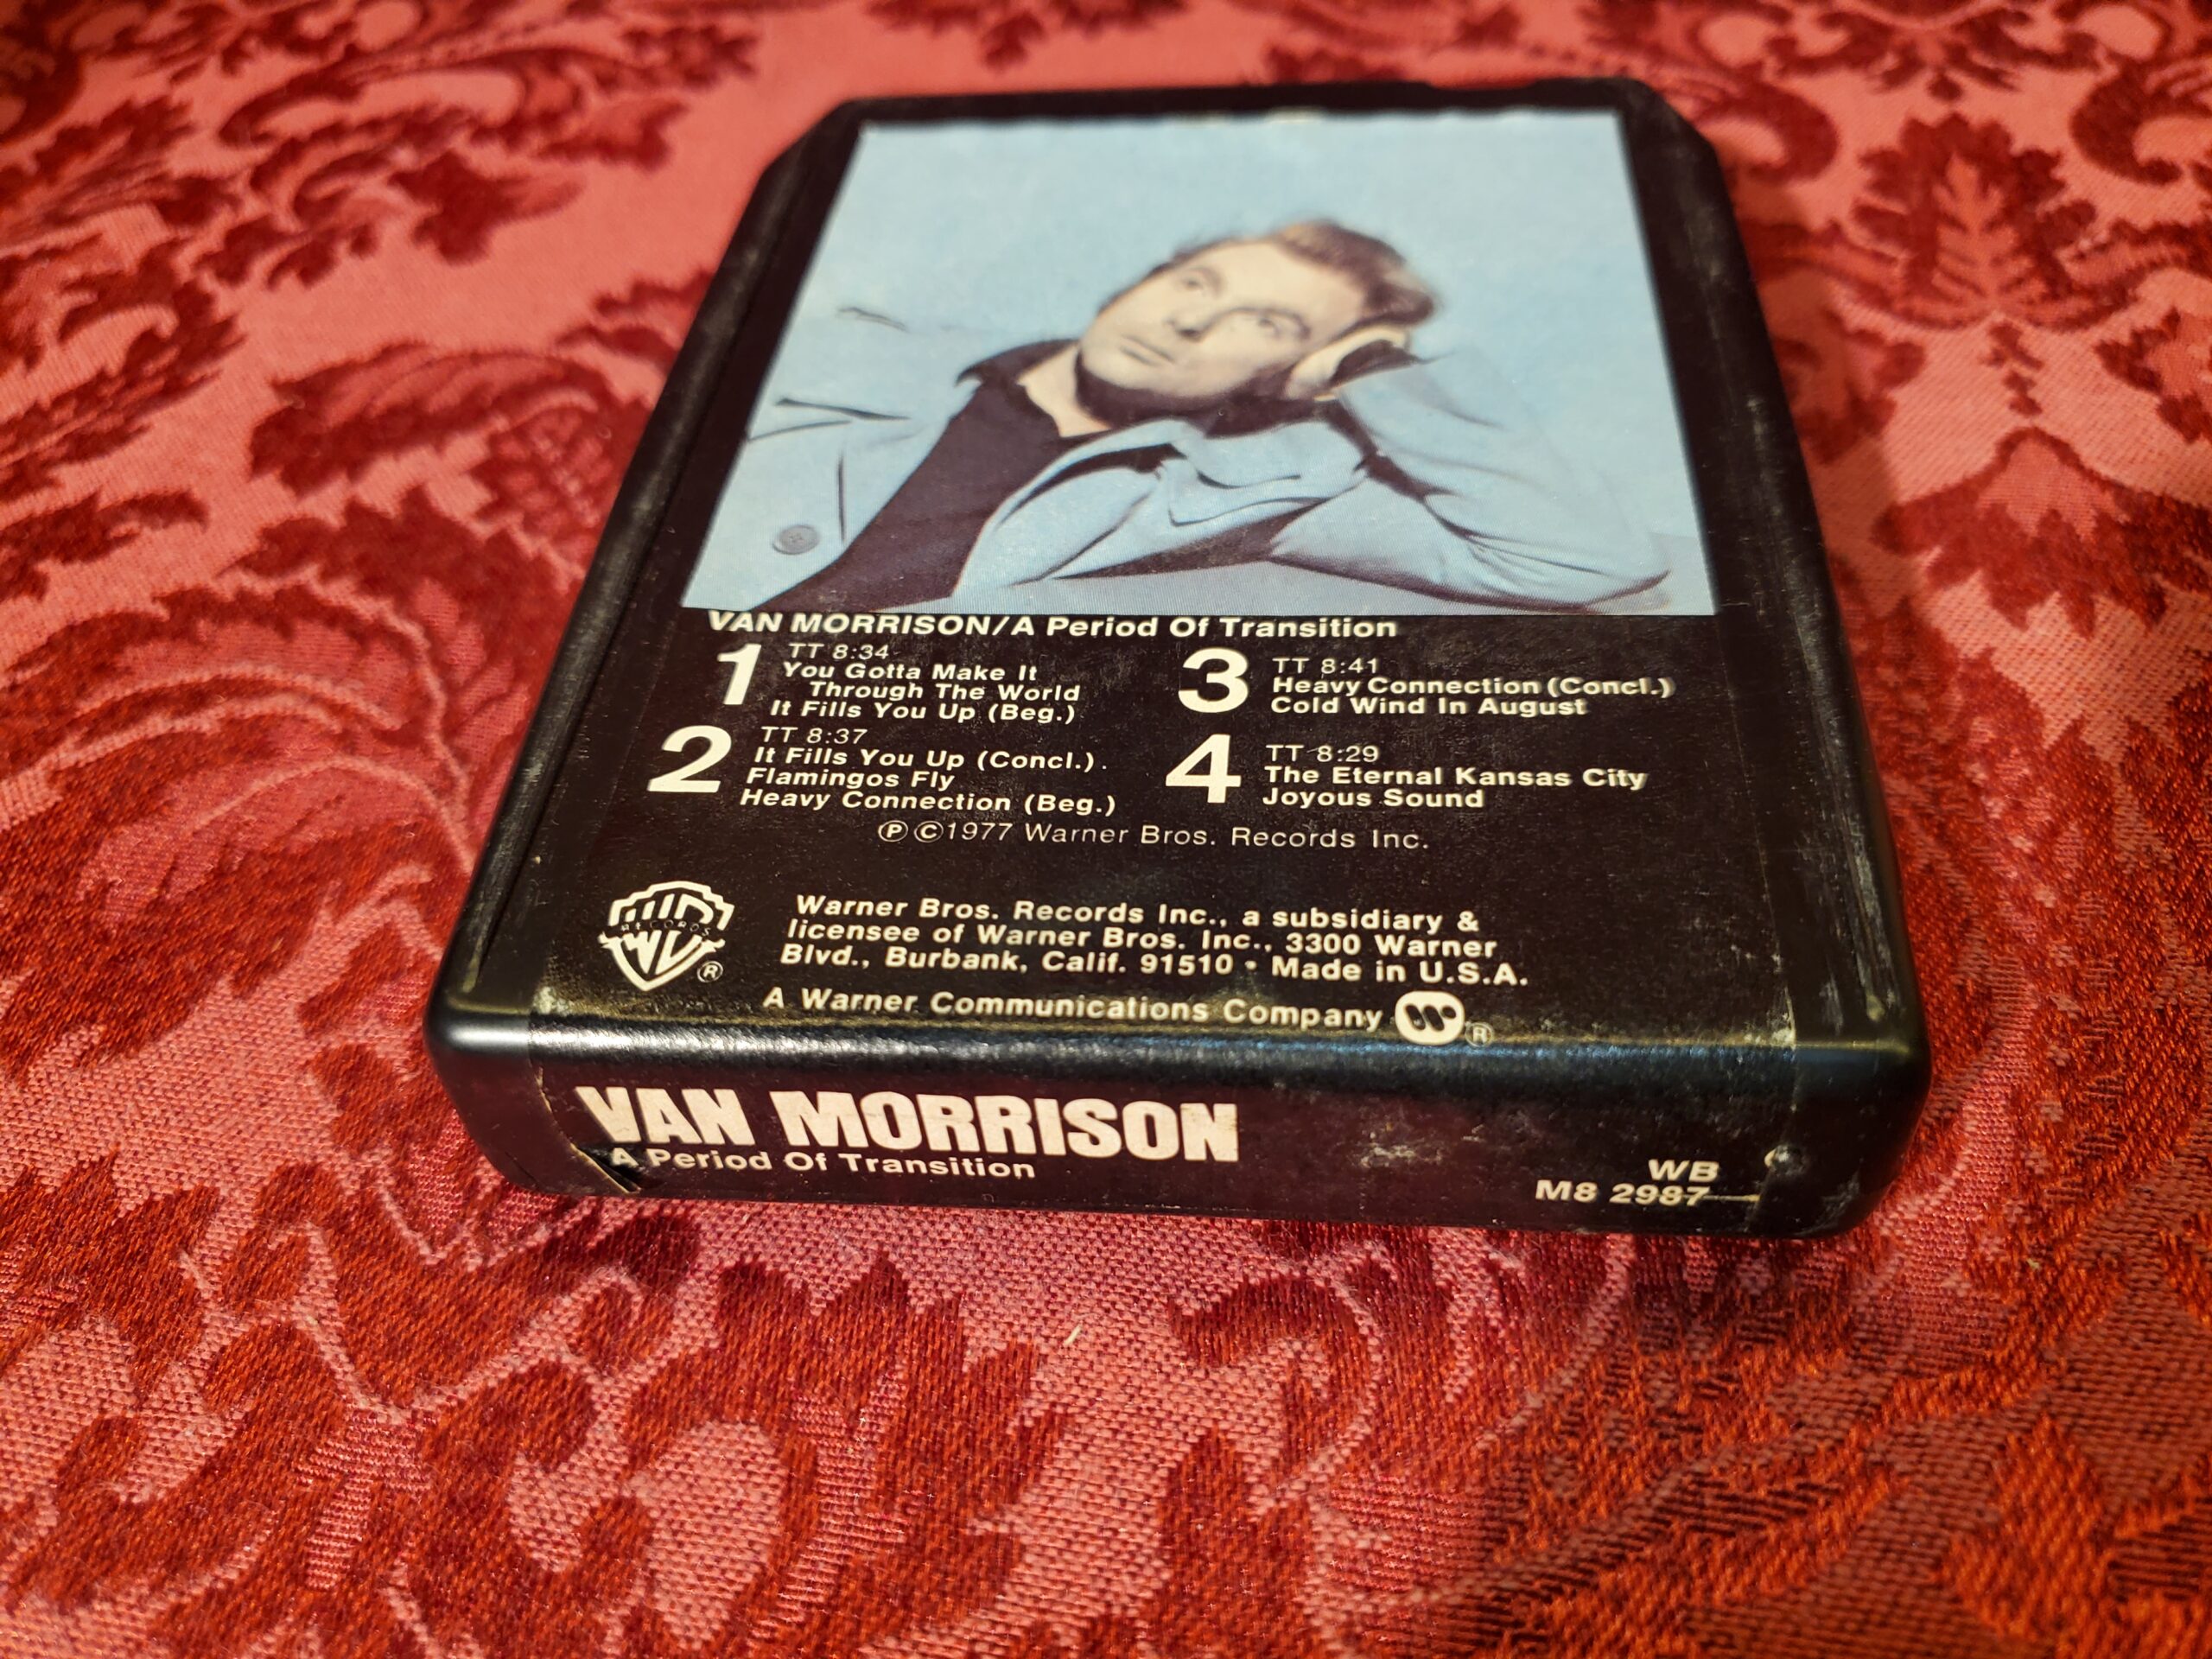 VAN MORRISON/A Period Of Transition
1 TT 8:34
You Gotta Make It
Through The World
It Fills You Up (Beg.)
2 TT 8:37
It Fills You Up (Concl.)
Flamingos Fly
Heavy Connection (Beg.)
3 TT 8:41
Heavy Connection (Concl.)
Cold Wind In August
4 TT 8:29
The Eternal Kansas City
Joyous Sound
℗©1977 Warner Bros. Records Inc.
WB
RECORDS
®
Warner Bros. Records Inc., a subsidiary &
licensee of Warner Bros. Inc., 3300 Warner
Blvd., Burbank, Calif. 91510 • Made in U.S.A.
A Warner Communications Company ®
VAN MORRISON
A Period Of Transition
WB
M8 2987